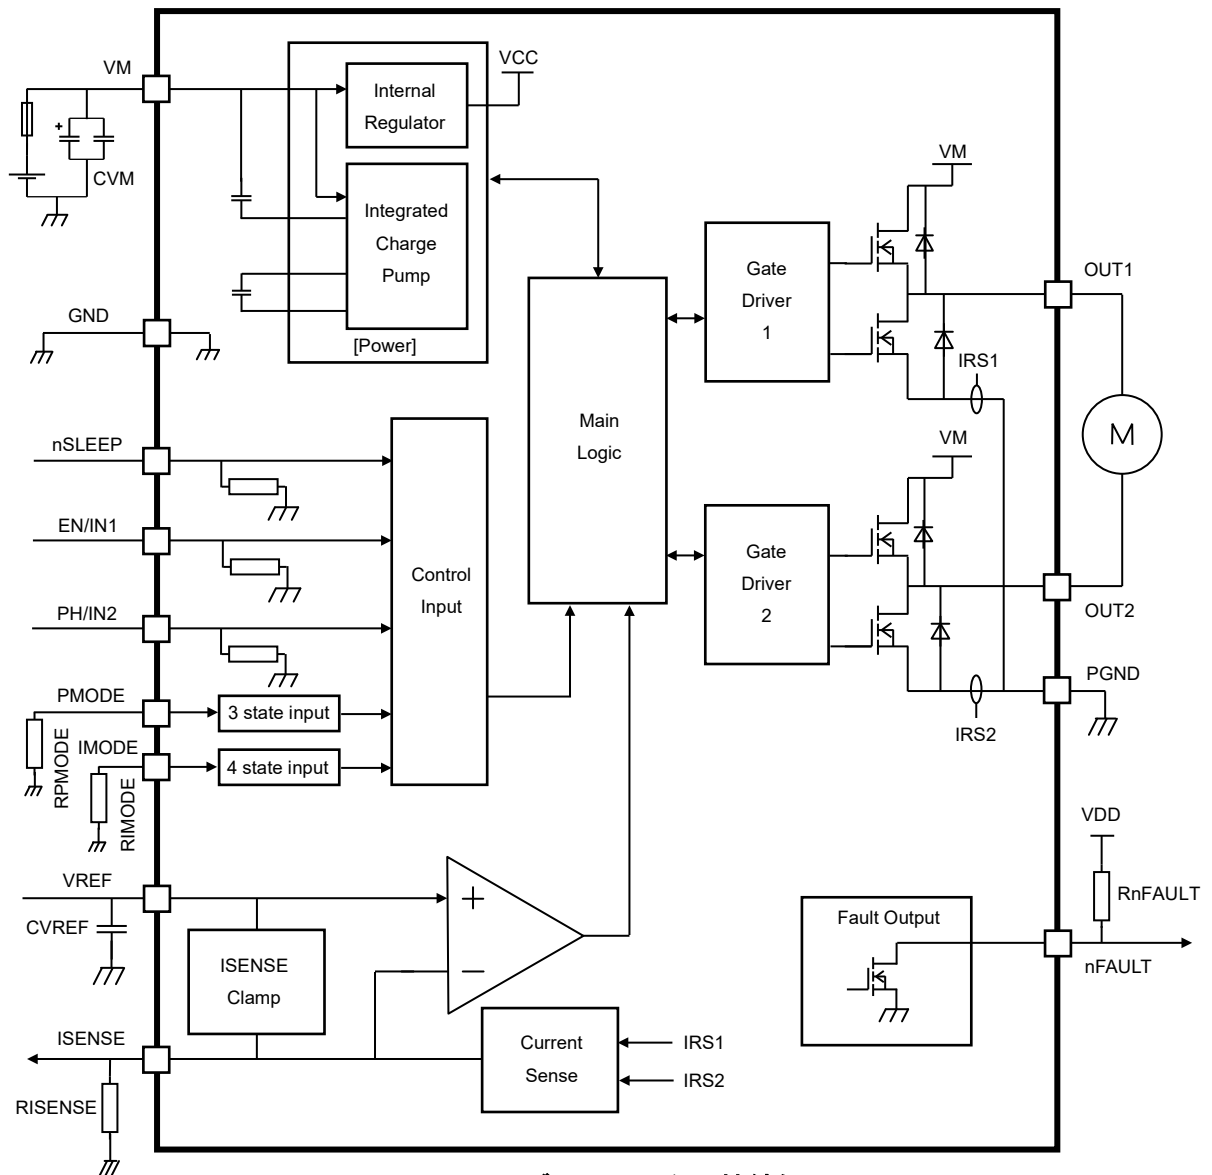 VM
VCC
Internal
Regulator
CVM
Integrated
Charge
Pump
[Power]
GND
VM
Gate
Driver
1
OUT1
IRS1
M
Main
Logic
VM
Gate
Driver
2
OUT2
PGND
IRS2
nSLEEP
EN/IN1
PH/IN2
PMODE
3 state input
IMODE
4 state input
RPMODE
RIMODE
Control
Input
VREF
CVREF
+
−
ISENSE
Clamp
ISENSE
RISENSE
Current
Sense
IRS1
IRS2
VDD
RnFAULT
Fault Output
nFAULT